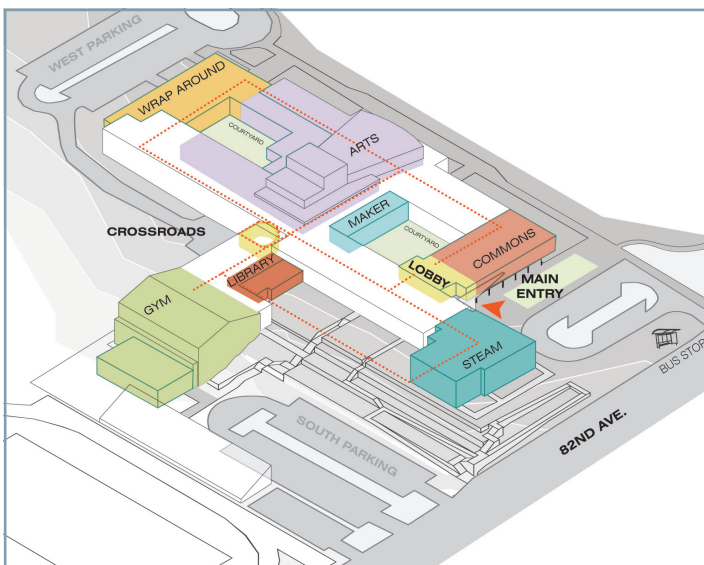 WEST PARKING
WRAP AROUND
COURTYARD
ARTS
MAKER
CROSSROADS
COURTYARD
COMMONS
LOBBY
LIBRARY
MAIN
ENTRY
GYM
STEAM
BUS STOP
SOUTH PARKING
82ND AVE.